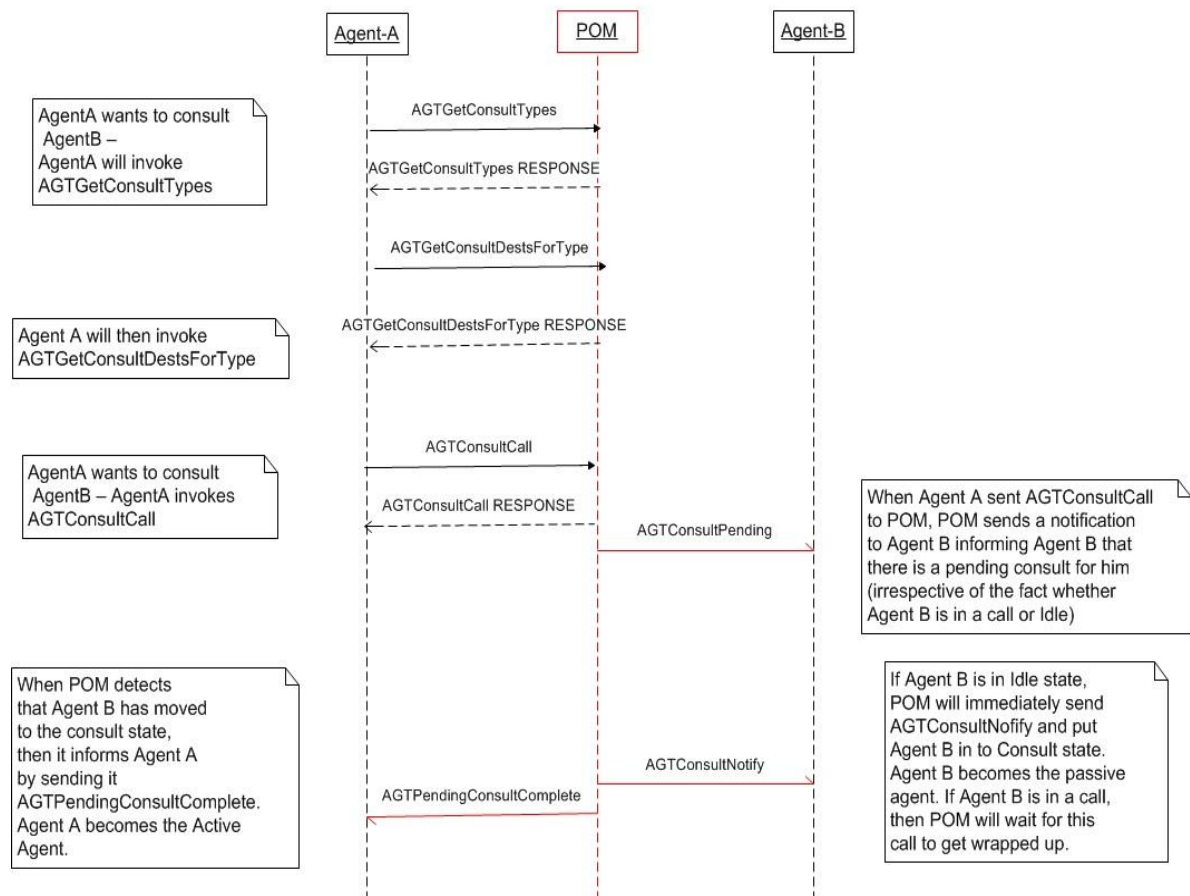 Agent-A
POM
Agent-B
AgentA wants to consult
AgentB –
AgentA will invoke
AGTGetConsultTypes
AGTGetConsultTypes
AGTGetConsultTypes RESPONSE
AGTGetConsultDestsForType
Agent A will then invoke
AGTGetConsultDestsForType
AGTGetConsultDestsForType RESPONSE
AgentA wants to consult
AgentB – AgentA invokes
AGTConsultCall
AGTConsultCall
AGTConsultCall RESPONSE
AGTConsultPending
When Agent A sent AGTConsultCall
to POM, POM sends a notification
to Agent B informing Agent B that
there is a pending consult for him
(irrespective of the fact whether
Agent B is in a call or Idle)
When POM detects
that Agent B has moved
to the consult state,
then it informs Agent A
by sending it
AGTPendingConsultComplete.
Agent A becomes the Active
Agent.
AGTConsultNotify
AGTPendingConsultComplete
If Agent B is in Idle state,
POM will immediately send
AGTConsultNofify and put
Agent B in to Consult state.
Agent B becomes the passive
agent. If Agent B is in a call,
then POM will wait for this
call to get wrapped up.